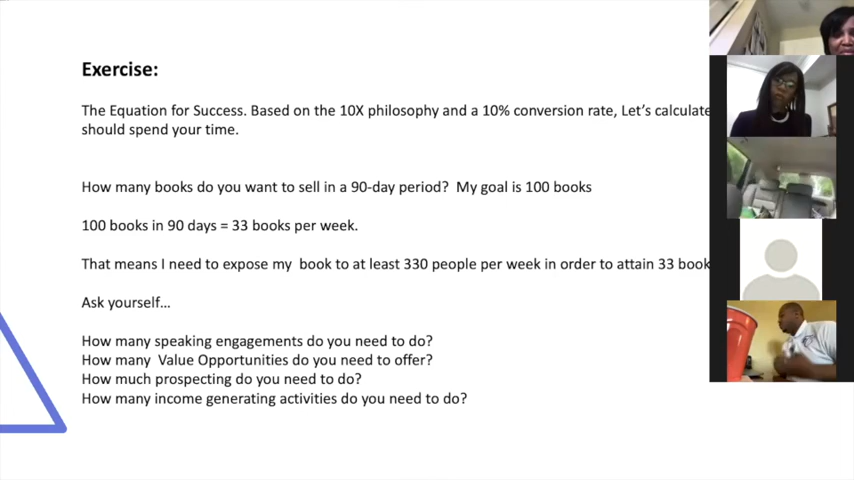 Exercise:
The Equation for Success. Based on the 10X philosophy and a 10% conversion rate, Let's calculate
should spend your time.
How many books do you want to sell in a 90-day period? My goal is 100 books
100 books in 90 days = 33 books per week.
That means I need to expose my book to at least 330 people per week in order to attain 33 book
Ask yourself...
How many speaking engagements do you need to do?
How many Value Opportunities do you need to offer?
How much prospecting do you need to do?
How many income generating activities do you need to do?